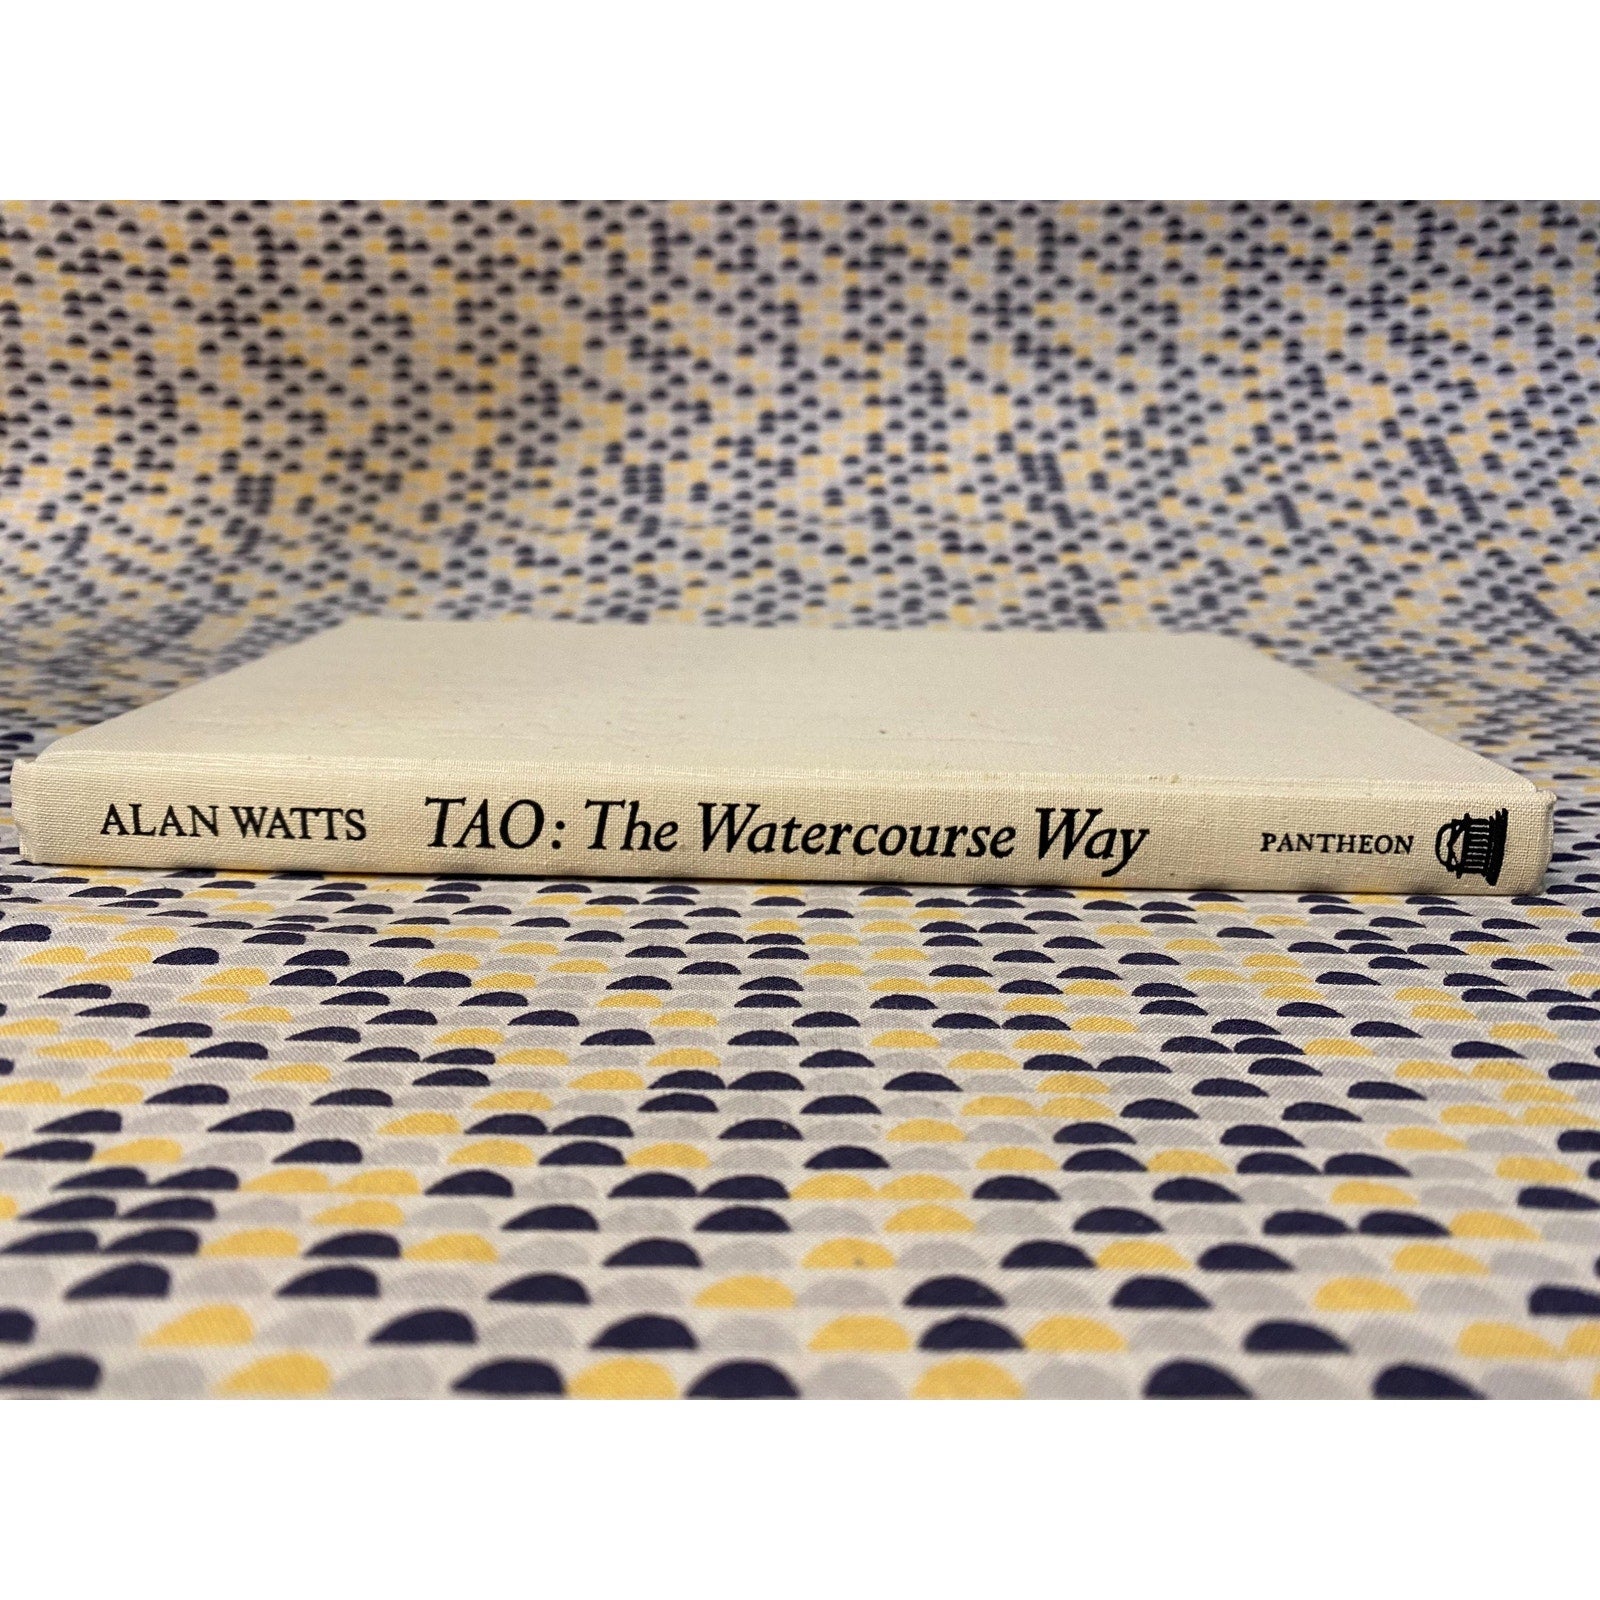 ALAN WATTS TAO: The Watercourse Way PANTHEON